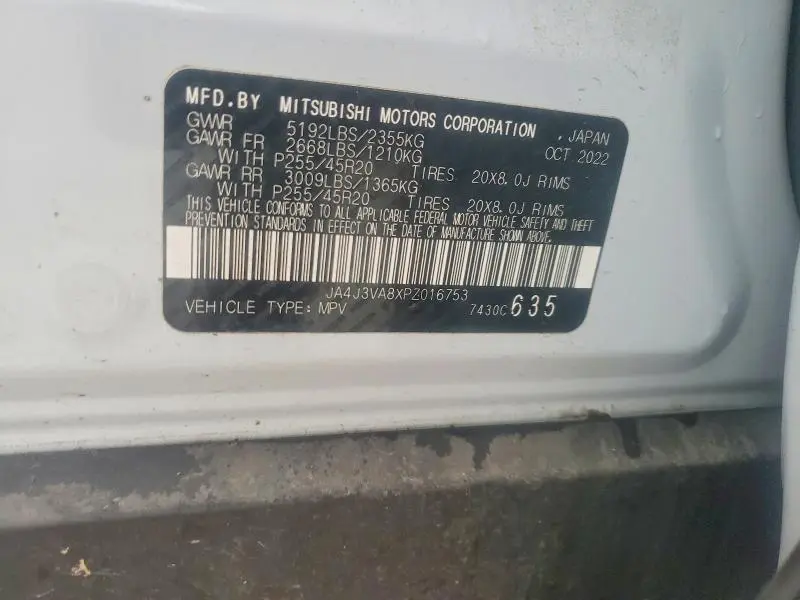 MFD.BY MITSUBISHI MOTORS CORPORATION , JAPAN
GVWR 5192LBS/2355KG OCT 2022
GAWR FR 2668LBS/1210KG
WITH P255/45R20 TIRES 20X8.0J RIMS
GAWR RR 3009LBS/1365KG
WITH P255/45R20 TIRES 20X8.0J RIMS
THIS VEHICLE CONFORMS TO ALL APPLICABLE FEDERAL MOTOR VEHICLE SAFETY AND THEFT
PREVENTION STANDARDS IN EFFECT ON THE DATE OF MANUFACTURE SHOWN ABOVE.
JA4J3VA8XPZ016753
VEHICLE TYPE: MPV 7430C 635